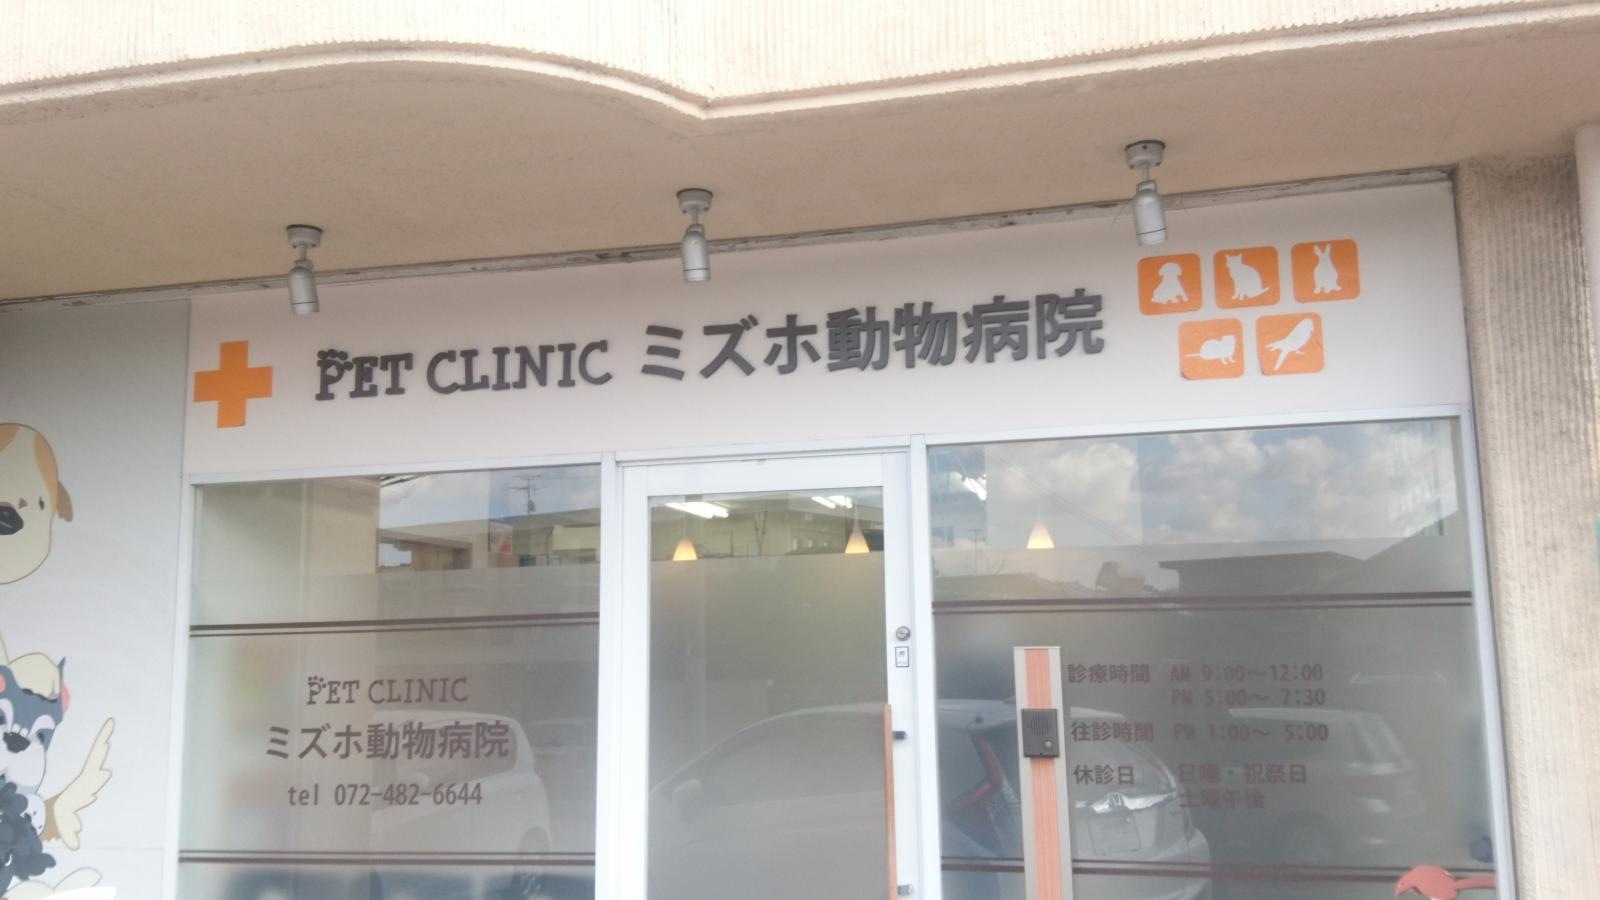 PET CLINIC ミズホ動物病院
PET CLINIC
ミズホ動物病院
tel 072-482-6644
診療時間 AM 9:00～12:00
PM 5:00～ 7:30
往診時間 PM 1:00～ 5:00
休診日 日曜・祝祭日
土曜午後